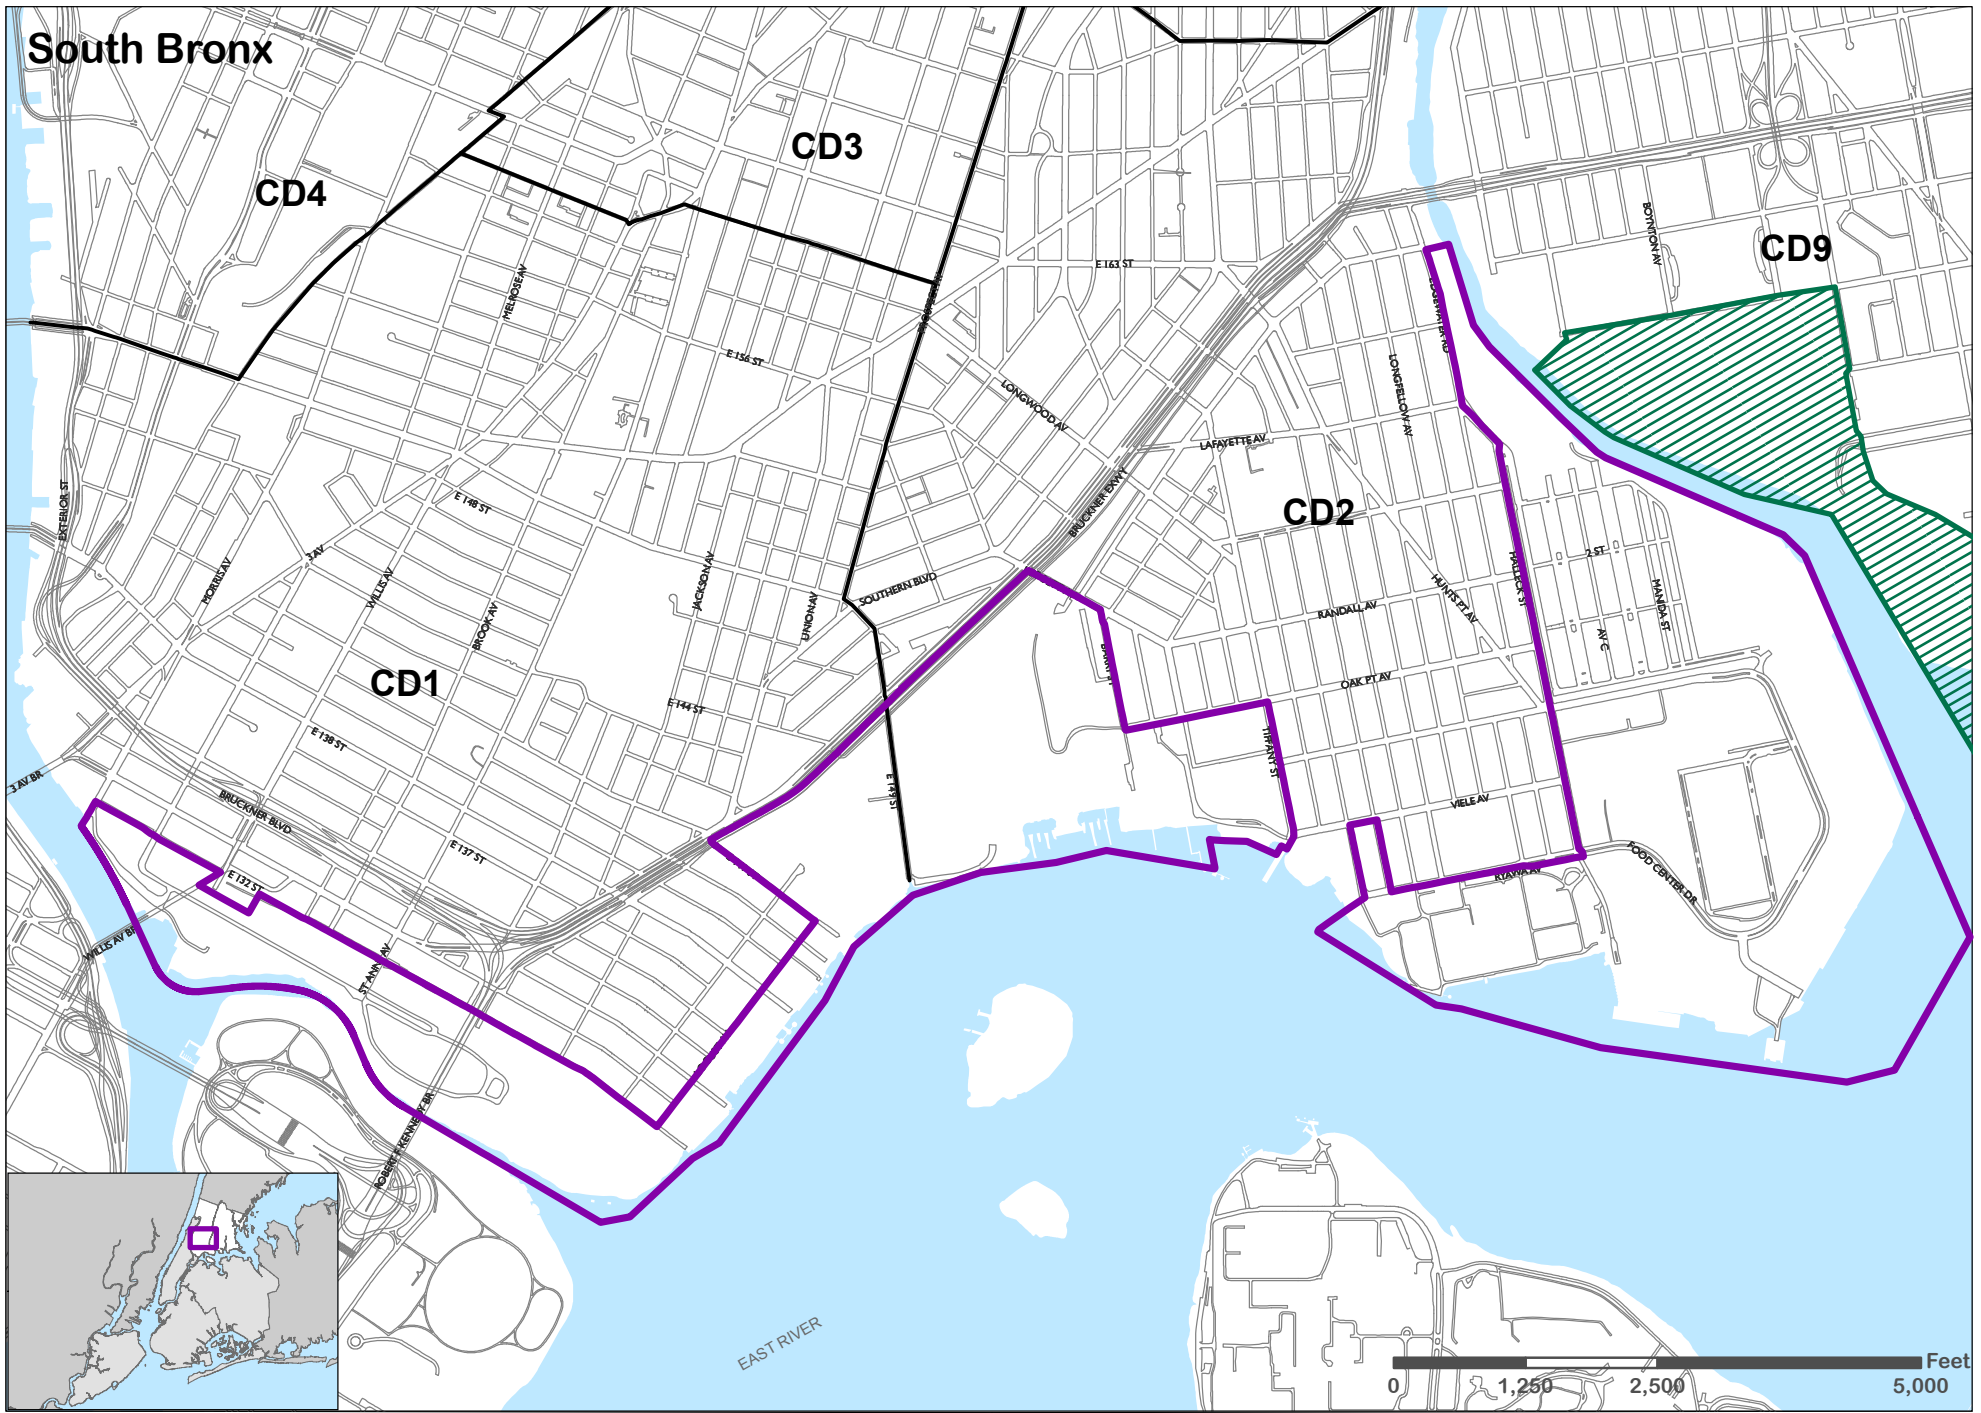 South Bronx
CD3
CD4
CD9
BOYNTON AV
E 163 ST
MELROSE AV
EDGEWATER RD
E 156 ST
LONGWOOD AV
LONGFELLOW AV
LAFAYETTE AV
BRUCKNER EXWY
EXTERIOR ST
E 148 ST
CD2
3 AV
MORRIS AV
WILLIS AV
BROOK AV
JACKSON AV
UNION AV
SOUTHERN BLVD
HALLECK ST
2 ST
HUNTS PT AV
MANIDA ST
RANDALL AV
AV C
CD1
BARRY ST
OAK PT AV
E 144 ST
E 138 ST
TIFFANY ST
3 AV BR
E 149 ST
BRUCKNER BLVD
VIELE AV
E 137 ST
E 132 ST
RYAWA AV
FOOD CENTER DR
WILLIS AV BR
ST ANNS AV
ROBERT F KENNEDY BR
EAST RIVER
Feet
0
1,250
2,500
5,000